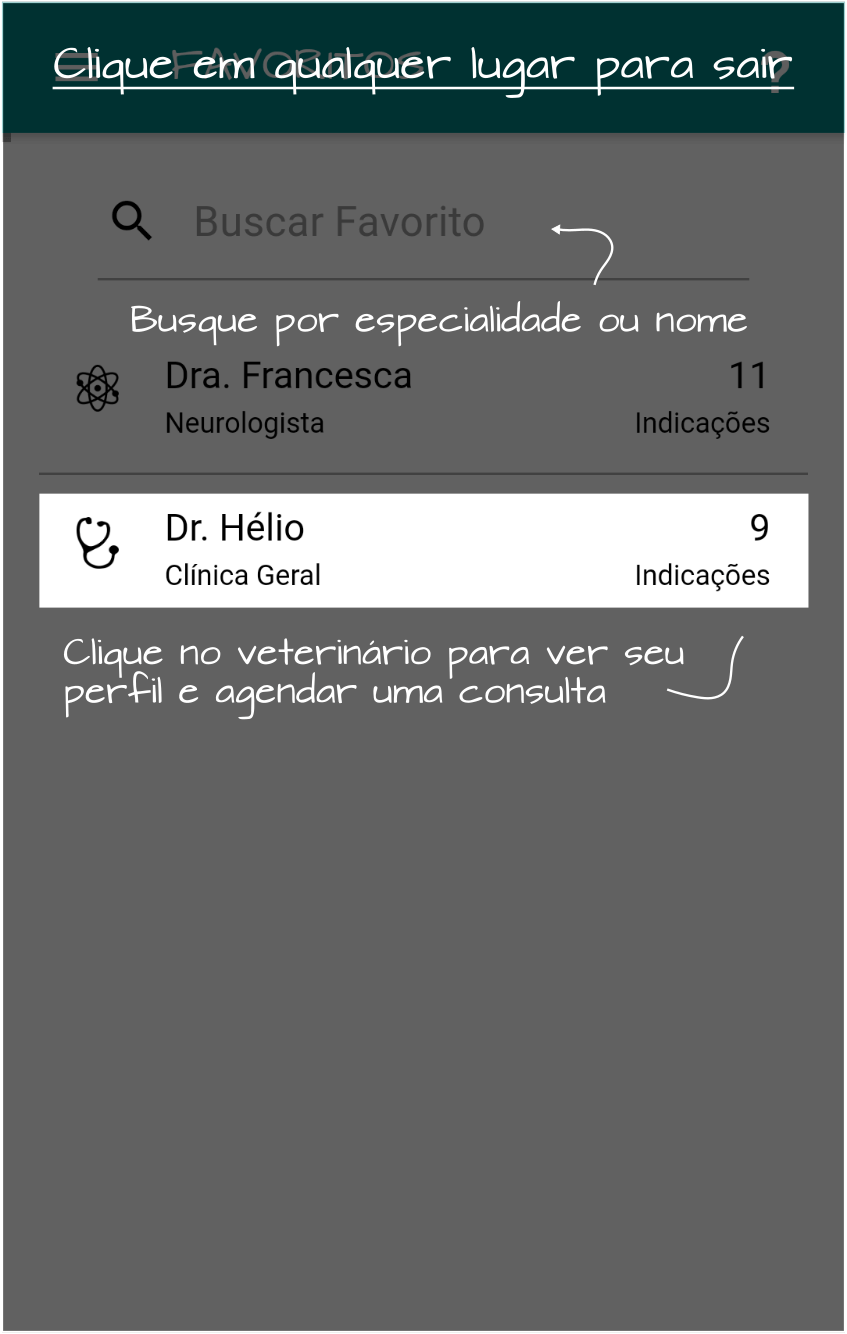 Clique em qualquer lugar para sair
FAVORITOS
?
Buscar Favorito
Busque por especialidade ou nome
Dra. Francesca 11
Neurologista Indicações
Dr. Hélio 9
Clínica Geral Indicações
Clique no veterinário para ver seu
perfil e agendar uma consulta